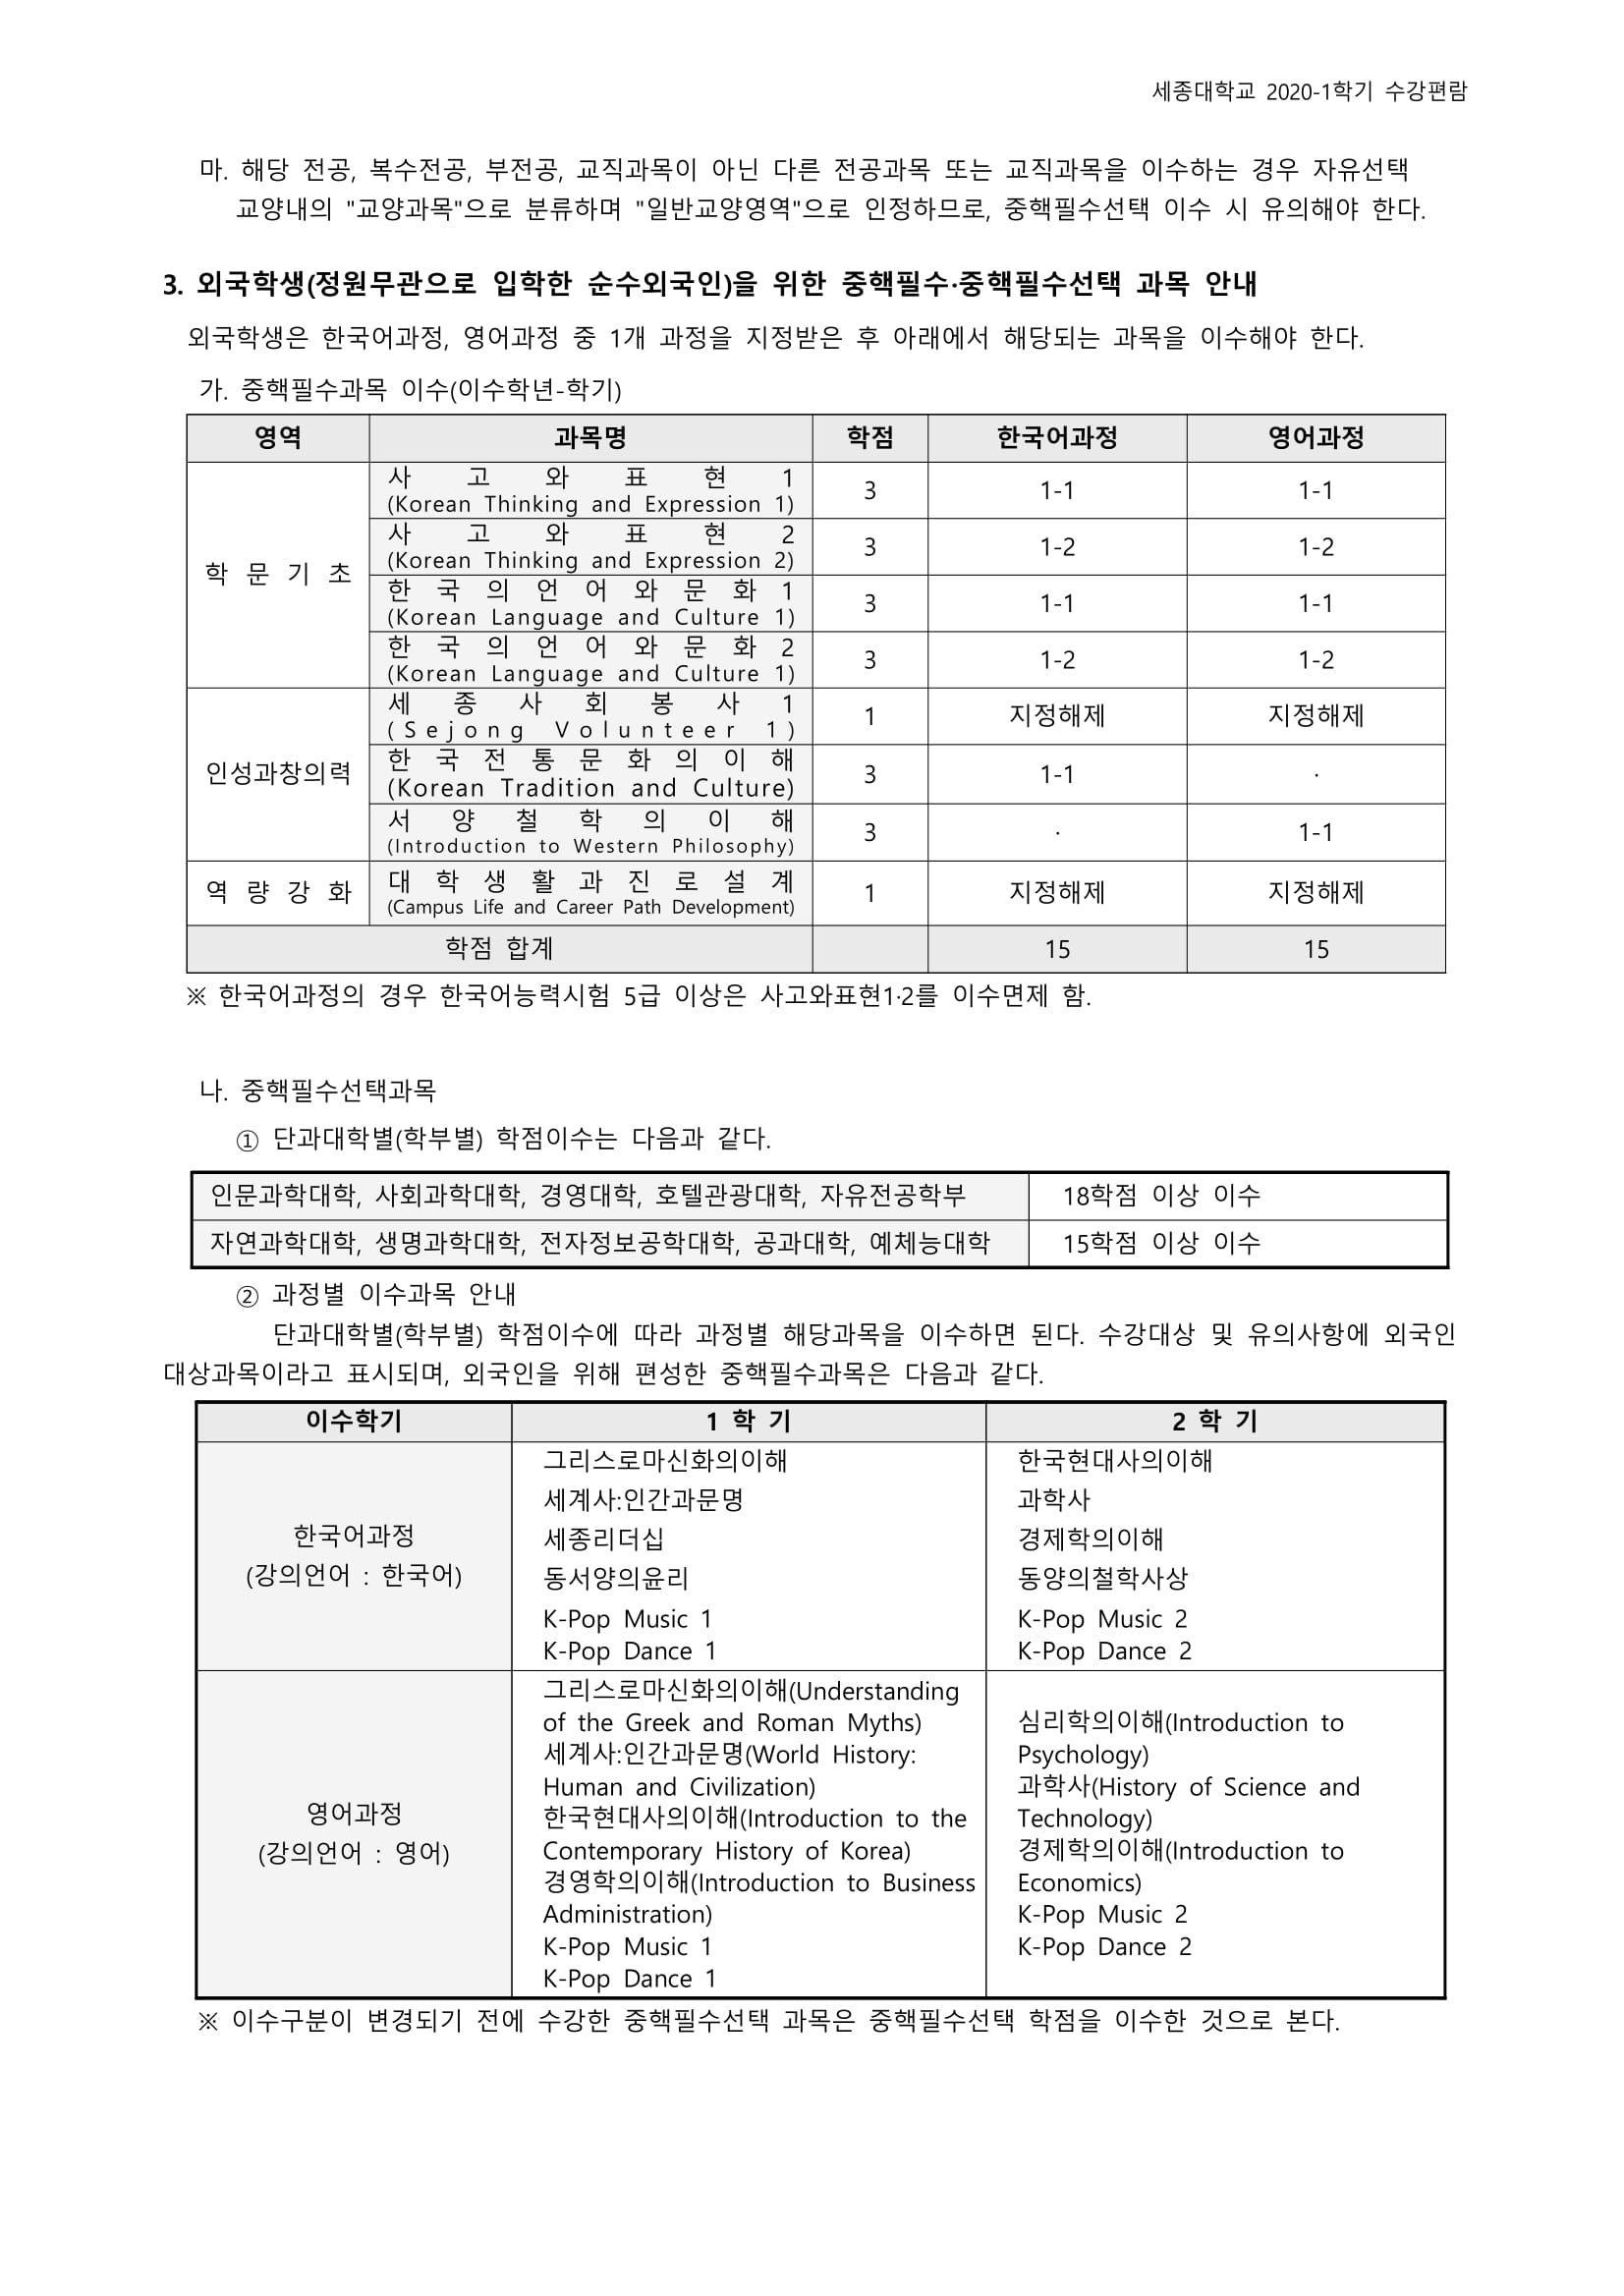 세종대학교 2020-1학기 수강편람
마. 해당 전공, 복수전공, 부전공, 교직과목이 아닌 다른 전공과목 또는 교직과목을 이수하는 경우 자유선택
교양내의 "교양과목"으로 분류하며 "일반교양영역"으로 인정하므로, 중핵필수선택 이수 시 유의해야 한다.
3. 외국학생(정원무관으로 입학한 순수외국인)을 위한 중핵필수·중핵필수선택 과목 안내
외국학생은 한국어과정, 영어과정 중 1개 과정을 지정받은 후 아래에서 해당되는 과목을 이수해야 한다.
가. 중핵필수과목 이수(이수학년-학기)
영역 과목명 학점 한국어과정 영어과정
학 문 기 초
사 고 와 표 현 1
(Korean Thinking and Expression 1)
3 1-1 1-1
사 고 와 표 현 2
(Korean Thinking and Expression 2)
3 1-2 1-2
한 국 의 언 어 와 문 화 1
(Korean Language and Culture 1)
3 1-1 1-1
한 국 의 언 어 와 문 화 2
(Korean Language and Culture 1)
3 1-2 1-2
인성과창의력
세 종 사 회 봉 사 1
(Sejong Volunteer 1)
1 지정해제 지정해제
한 국 전 통 문 화 의 이 해
(Korean Tradition and Culture)
3 1-1 ·
서 양 철 학 의 이 해
(Introduction to Western Philosophy)
3 · 1-1
역 량 강 화
대 학 생 활 과 진 로 설 계
(Campus Life and Career Path Development)
1 지정해제 지정해제
학점 합계 15 15
※ 한국어과정의 경우 한국어능력시험 5급 이상은 사고와표현1·2를 이수면제 함.
나. 중핵필수선택과목
① 단과대학별(학부별) 학점이수는 다음과 같다.
인문과학대학, 사회과학대학, 경영대학, 호텔관광대학, 자유전공학부 18학점 이상 이수
자연과학대학, 생명과학대학, 전자정보공학대학, 공과대학, 예체능대학 15학점 이상 이수
② 과정별 이수과목 안내
단과대학별(학부별) 학점이수에 따라 과정별 해당과목을 이수하면 된다. 수강대상 및 유의사항에 외국인
대상과목이라고 표시되며, 외국인을 위해 편성한 중핵필수과목은 다음과 같다.
이수학기 1 학 기 2 학 기
한국어과정
(강의언어 : 한국어)
그리스로마신화의이해
세계사:인간과문명
세종리더십
동서양의윤리
K-Pop Music 1
K-Pop Dance 1
한국현대사의이해
과학사
경제학의이해
동양의철학사상
K-Pop Music 2
K-Pop Dance 2
영어과정
(강의언어 : 영어)
그리스로마신화의이해(Understanding
of the Greek and Roman Myths)
세계사:인간과문명(World History:
Human and Civilization)
한국현대사의이해(Introduction to the
Contemporary History of Korea)
경영학의이해(Introduction to Business
Administration)
K-Pop Music 1
K-Pop Dance 1
심리학의이해(Introduction to
Psychology)
과학사(History of Science and
Technology)
경제학의이해(Introduction to
Economics)
K-Pop Music 2
K-Pop Dance 2
※ 이수구분이 변경되기 전에 수강한 중핵필수선택 과목은 중핵필수선택 학점을 이수한 것으로 본다.